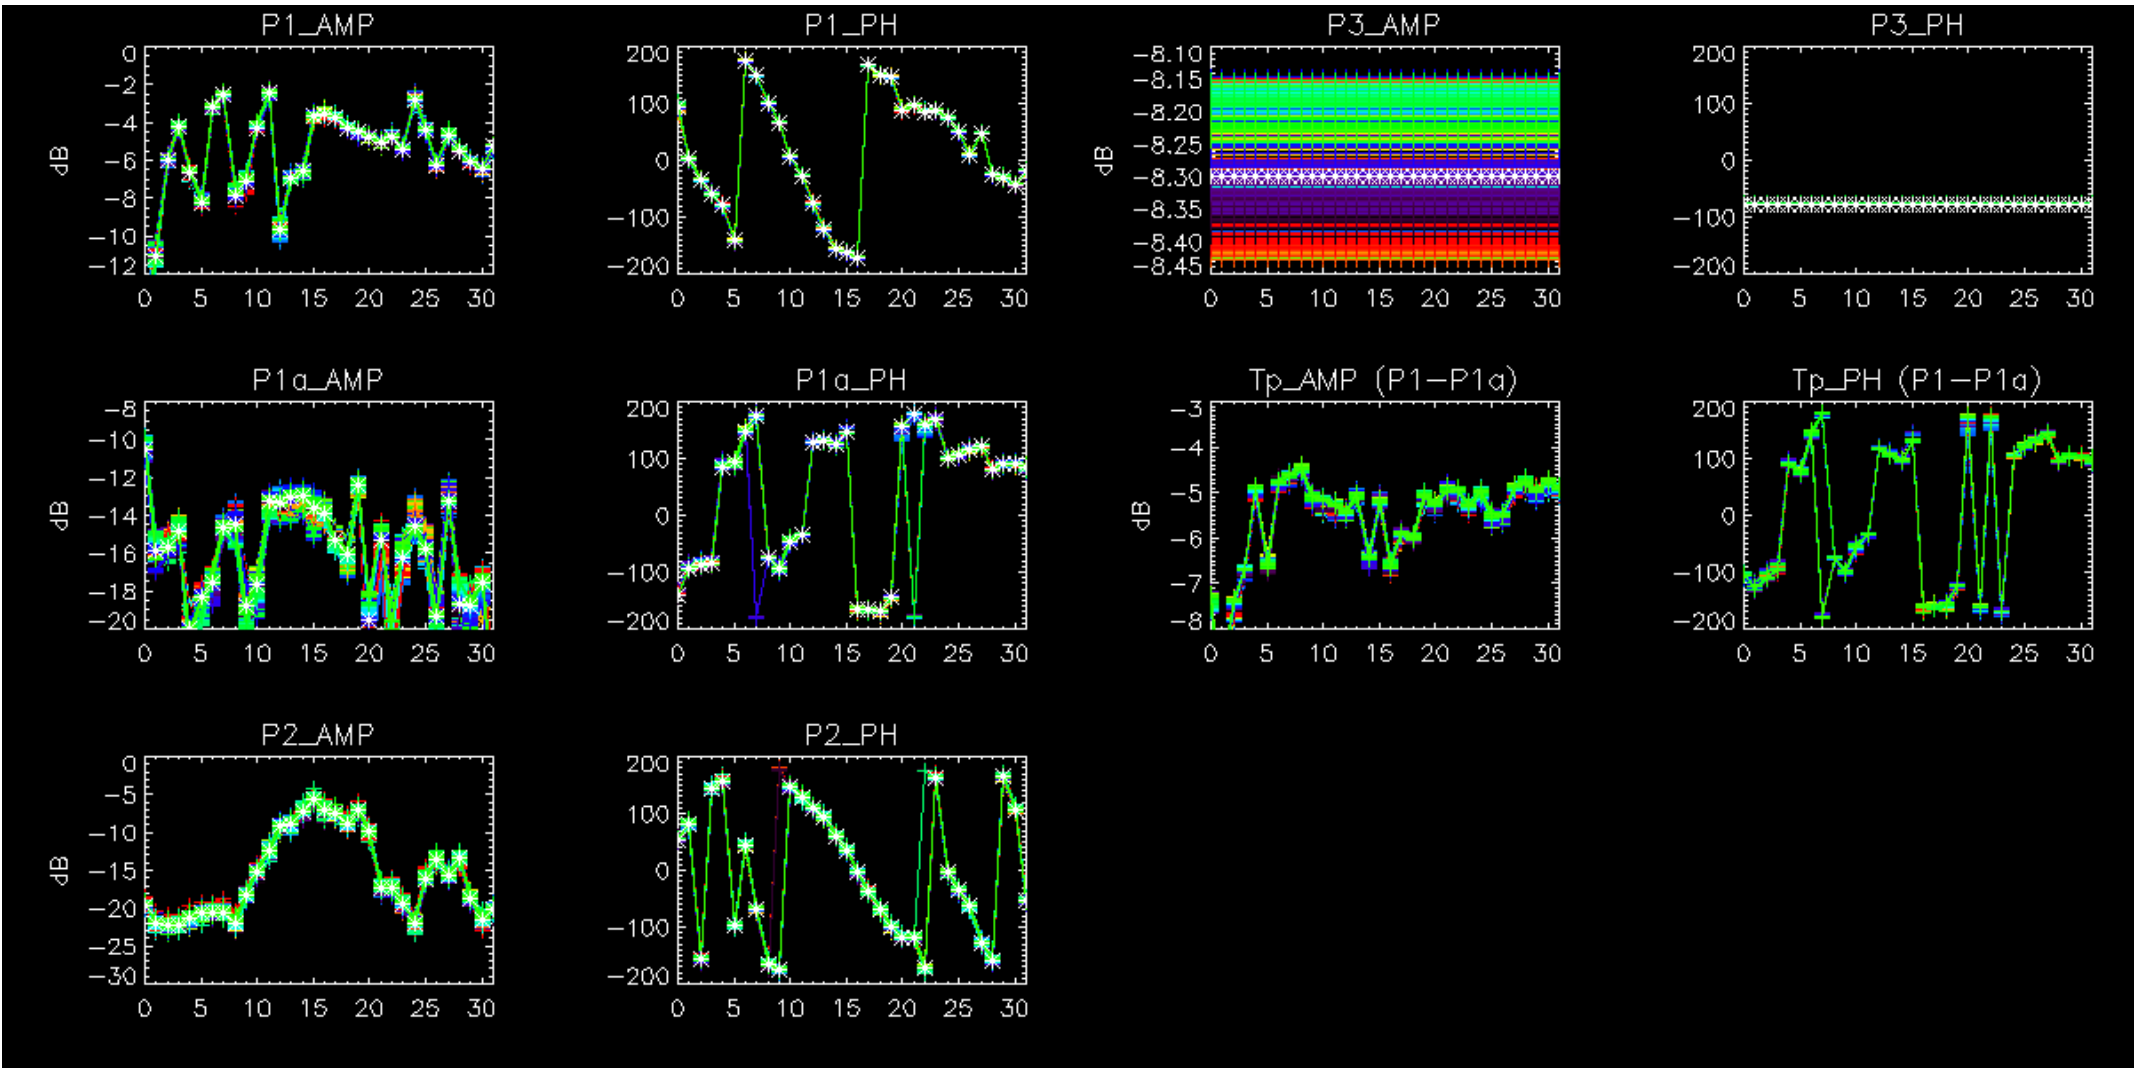 P1_AMP
P1_PH
P3_AMP
P3_PH
dB
0
-2
-4
-6
-8
-10
-12
0 5 10 15 20 25 30
200
100
0
-100
-200
0 5 10 15 20 25 30
dB
-8.10
-8.15
-8.20
-8.25
-8.30
-8.35
-8.40
-8.45
0 5 10 15 20 25 30
200
100
0
-100
-200
0 5 10 15 20 25 30
P1a_AMP
P1a_PH
Tp_AMP (P1-P1a)
Tp_PH (P1-P1a)
dB
-8
-10
-12
-14
-16
-18
-20
0 5 10 15 20 25 30
200
100
0
-100
-200
0 5 10 15 20 25 30
dB
-3
-4
-5
-6
-7
-8
0 5 10 15 20 25 30
200
100
0
-100
-200
0 5 10 15 20 25 30
P2_AMP
P2_PH
dB
0
-5
-10
-15
-20
-25
-30
0 5 10 15 20 25 30
200
100
0
-100
-200
0 5 10 15 20 25 30